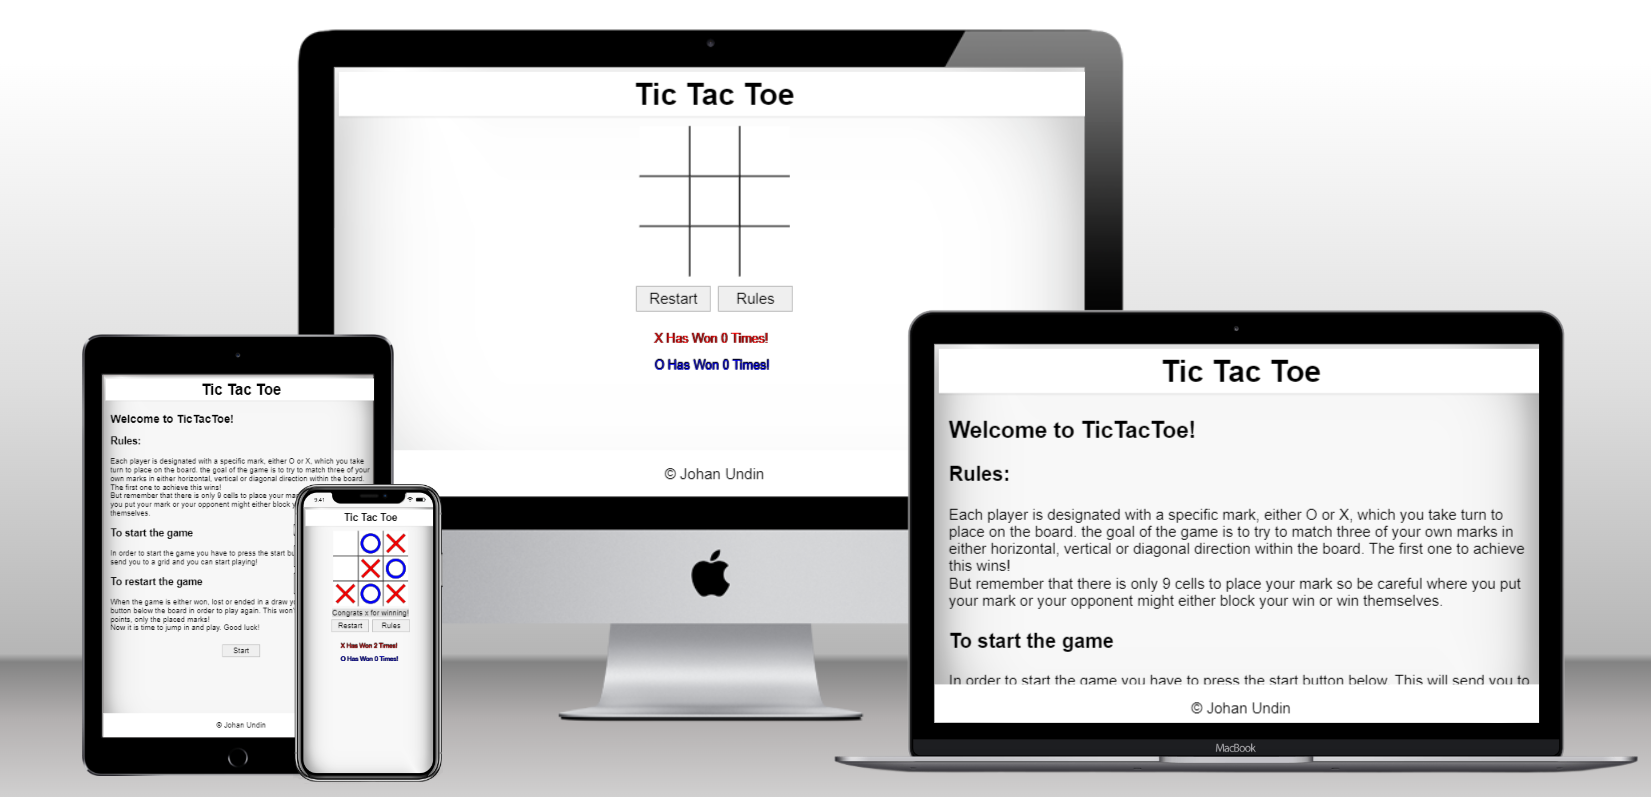 Tic Tac Toe
Restart
Rules
X Has Won 0 Times!
O Has Won 0 Times!
© Johan Undin
Tic Tac Toe
Welcome to TicTacToe!
Rules:
Each player is designated with a specific mark, either O or X, which you take
turn to place on the board. the goal of the game is to try to match three of your
own marks in either horizontal, vertical or diagonal direction within the board.
The first one to achieve this wins!
But remember that there is only 9 cells to place your
you put your mark or your opponent might either block
themselves.
To start the game
In order to start the game you have to press the start
send you to a grid and you can start playing!
To restart the game
When the game is either won, lost or ended in a draw
button below the board in order to play again. This
points, only the placed marks!
Now it is time to jump in and play. Good luck!
Start
© Johan Undin
9:41
Tic Tac Toe
O X
X O
X O X
Congrats x for winning!
Restart
Rules
X Has Won 2 Times!
O Has Won 0 Times!
Tic Tac Toe
Welcome to TicTacToe!
Rules:
Each player is designated with a specific mark, either O or X, which you take turn to
place on the board. the goal of the game is to try to match three of your own marks in
either horizontal, vertical or diagonal direction within the board. The first one to achieve
this wins!
But remember that there is only 9 cells to place your mark so be careful where you put
your mark or your opponent might either block your win or win themselves.
To start the game
In order to start the game you have to press the start button below. This will send you to
© Johan Undin
MacBook